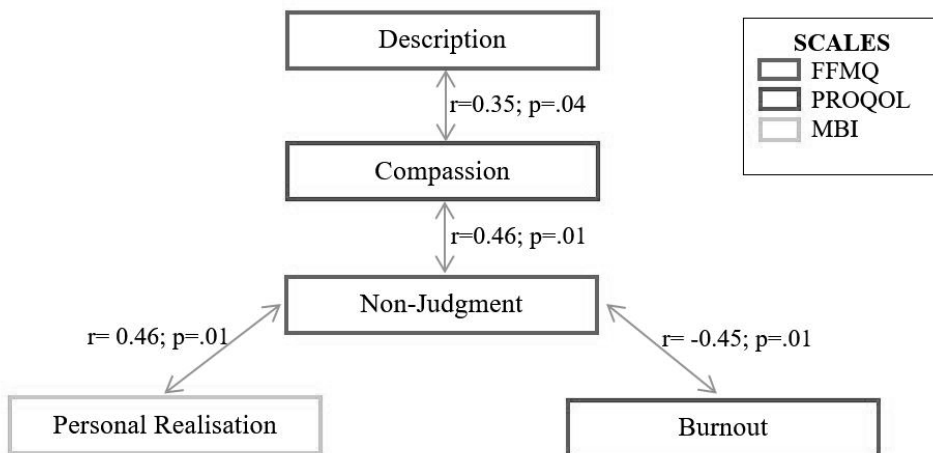 Description
SCALES
FFMQ
PROQOL
MBI
r=0.35; p=.04
Compassion
r=0.46; p=.01
Non-Judgment
r= 0.46; p=.01
r= -0.45; p=.01
Personal Realisation
Burnout